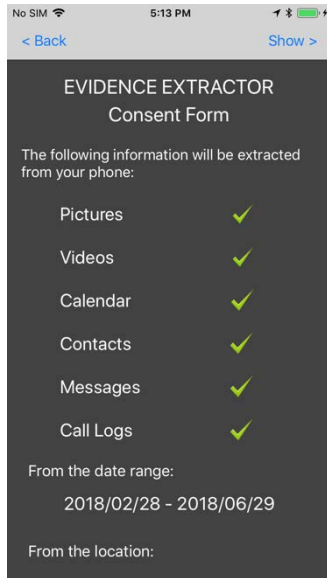 No SIM 5:13 PM
< Back Show >
EVIDENCE EXTRACTOR
Consent Form
The following information will be extracted
from your phone:
Pictures
Videos
Calendar
Contacts
Messages
Call Logs
From the date range:
2018/02/28 - 2018/06/29
From the location: